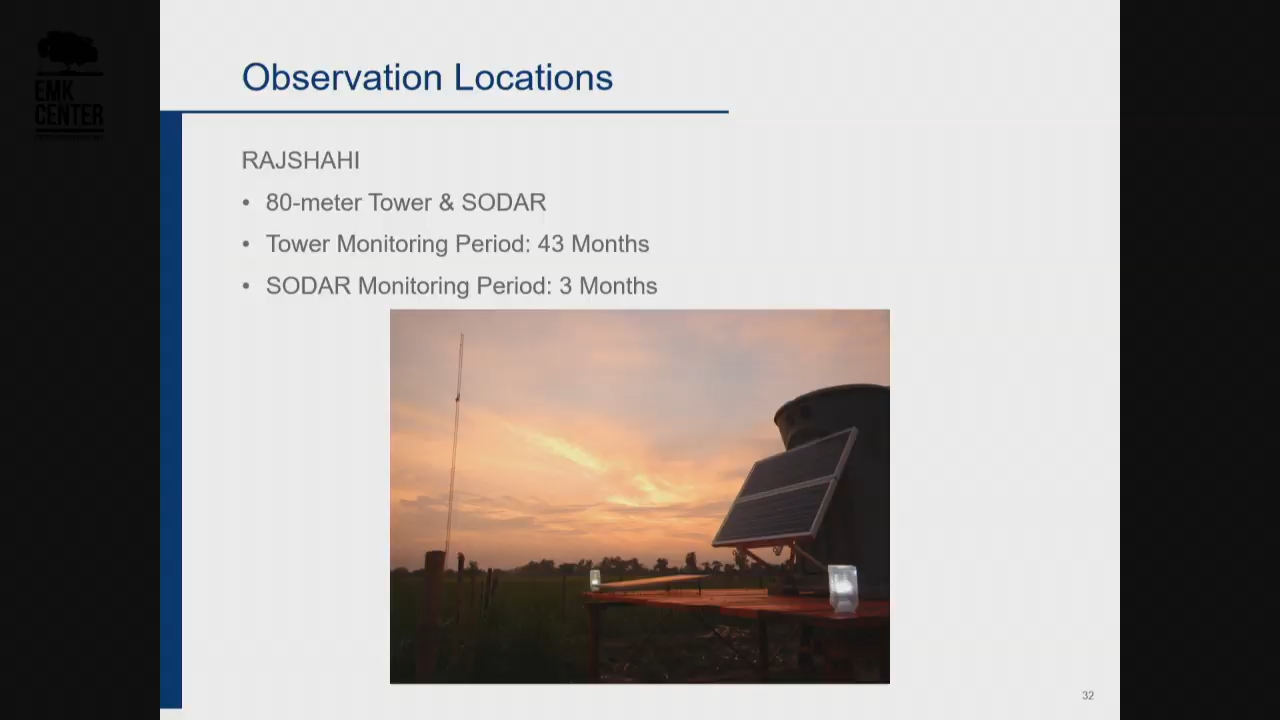 EMK
CENTER
Observation Locations
RAJSHAHI
• 80-meter Tower & SODAR
• Tower Monitoring Period: 43 Months
• SODAR Monitoring Period: 3 Months
32